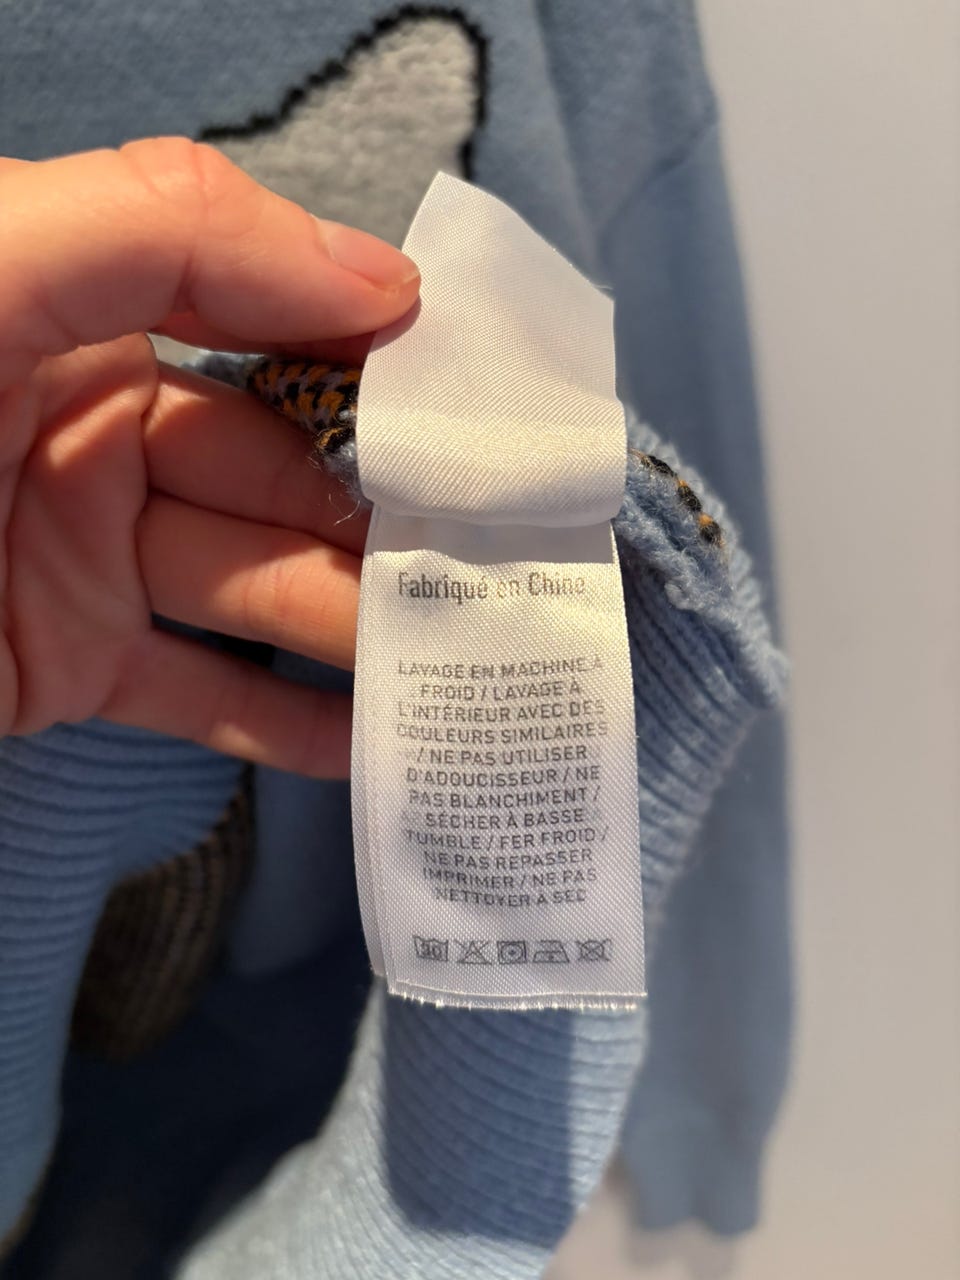 Fabriqué en Chine
LAVAGE EN MACHINE À
FROID / LAVAGE À
L'INTÉRIEUR AVEC DES
COULEURS SIMILAIRES
/ NE PAS UTILISER
D'ADOUCISSEUR / NE
PAS BLANCHIMENT /
SÉCHER À BASSE
TUMBLE / FER FROID /
NE PAS REPASSER
IMPRIMER / NE PAS
NETTOYER À SEC
30